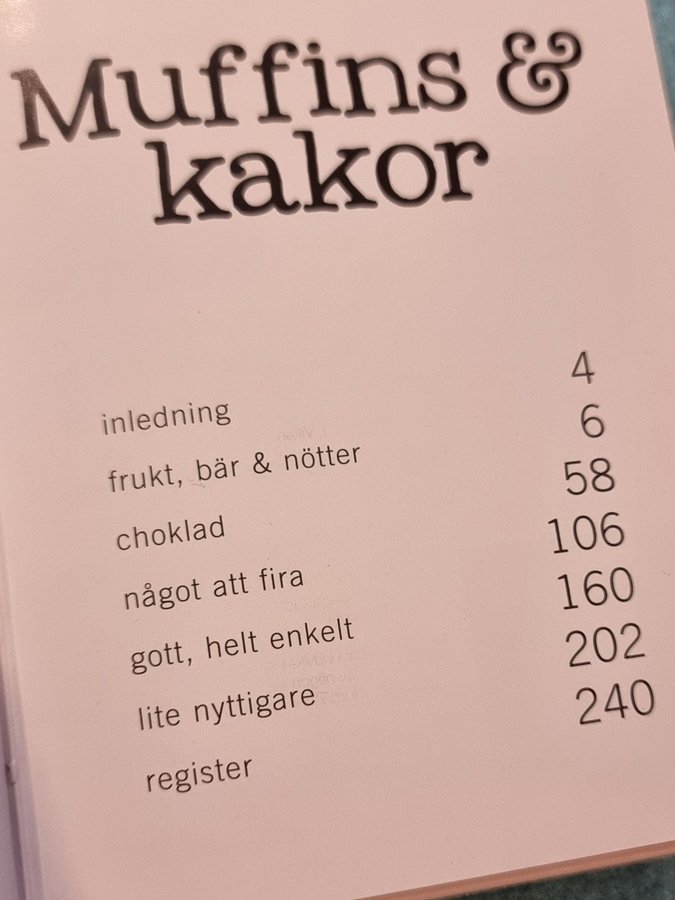 Muffins &
kakor
inledning 4
frukt, bär & nötter 6
choklad 58
något att fira 106
gott, helt enkelt 160
lite nyttigare 202
register 240